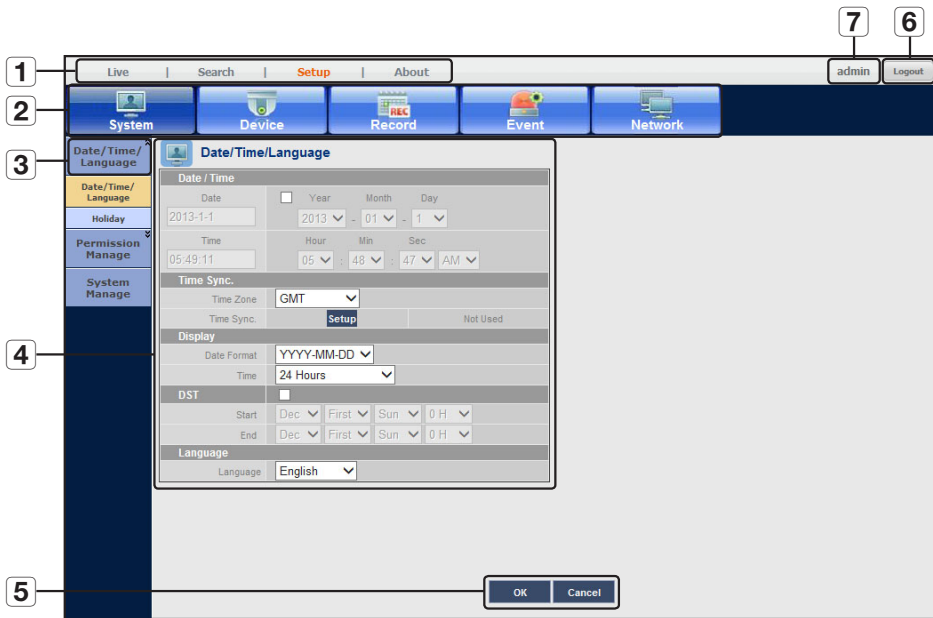 7
6
1
Live | Search | Setup | About
admin
Logout
2
System
Device
REC
Record
Event
Network
3
Date/Time/
Language
Date/Time/
Language
Holiday
Permission
Manage
System
Manage
4
Date/Time/Language
Date / Time
Date
Year Month Day
2013-1-1
2013 - 01 - 1
Time
Hour Min Sec
05:49:11
05 : 48 : 47 AM
Time Sync.
Time Zone GMT
Time Sync. Setup Not Used
Display
Date Format YYYY-MM-DD
Time 24 Hours
DST
Start Dec First Sun 0 H
End Dec First Sun 0 H
Language
Language English
5
OK Cancel